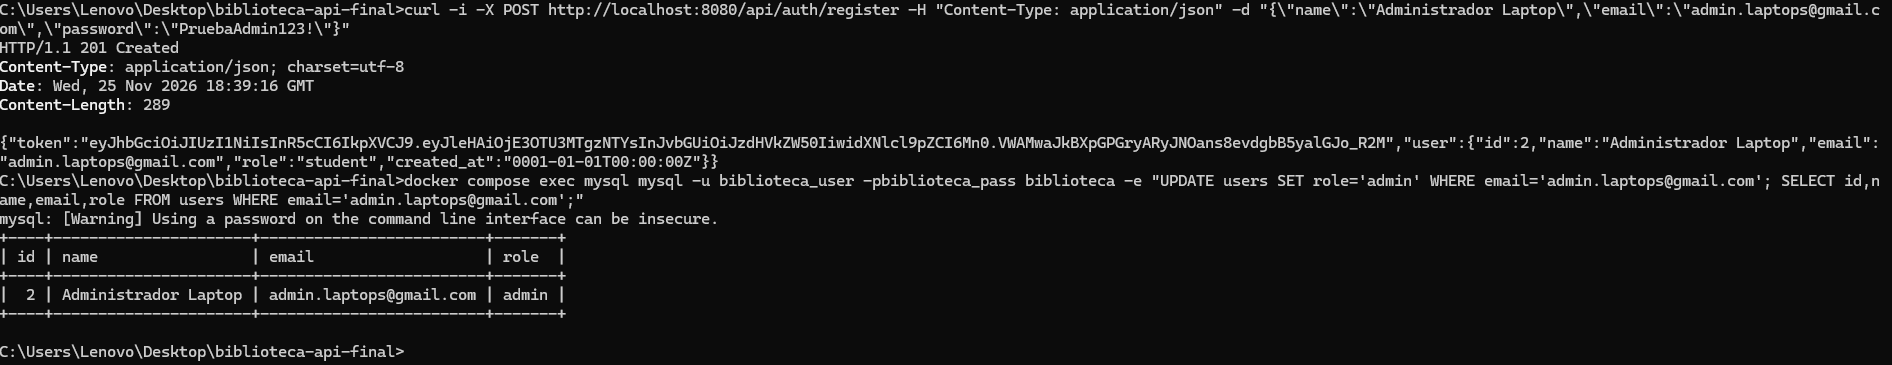 C:\Users\Lenovo\Desktop\biblioteca-api-final>curl -i -X POST http://localhost:8080/api/auth/register -H "Content-Type: application/json" -d "{\"name\":\"Administrador Laptop\",\"email\":\"admin.laptops@gmail.c
om\",\"password\":\"PruebaAdmin123!\"}"
HTTP/1.1 201 Created
Content-Type: application/json; charset=utf-8
Date: Wed, 25 Nov 2026 18:39:16 GMT
Content-Length: 289
{"token":"eyJhbGciOiJIUzI1NiIsInR5cCI6IkpXVCJ9.eyJleHAiOjE3OTU3MTgzNTYsInJvbGUiOiJzdHVkZW50IiwidXNlcl9pZCI6Mn0.VWAMwaJkBXpGPGryARyJNOans8evdgbB5yalGJo_R2M","user":{"id":2,"name":"Administrador Laptop","email":
"admin.laptops@gmail.com","role":"student","created_at":"0001-01-01T00:00:00Z"}}
C:\Users\Lenovo\Desktop\biblioteca-api-final>docker compose exec mysql mysql -u biblioteca_user -pbiblioteca_pass biblioteca -e "UPDATE users SET role='admin' WHERE email='admin.laptops@gmail.com'; SELECT id,n
ame,email,role FROM users WHERE email='admin.laptops@gmail.com';"
mysql: [Warning] Using a password on the command line interface can be insecure.
+----+----------------------+-------------------------+-------+
| id | name                 | email                   | role  |
+----+----------------------+-------------------------+-------+
|  2 | Administrador Laptop | admin.laptops@gmail.com | admin |
+----+----------------------+-------------------------+-------+
C:\Users\Lenovo\Desktop\biblioteca-api-final>